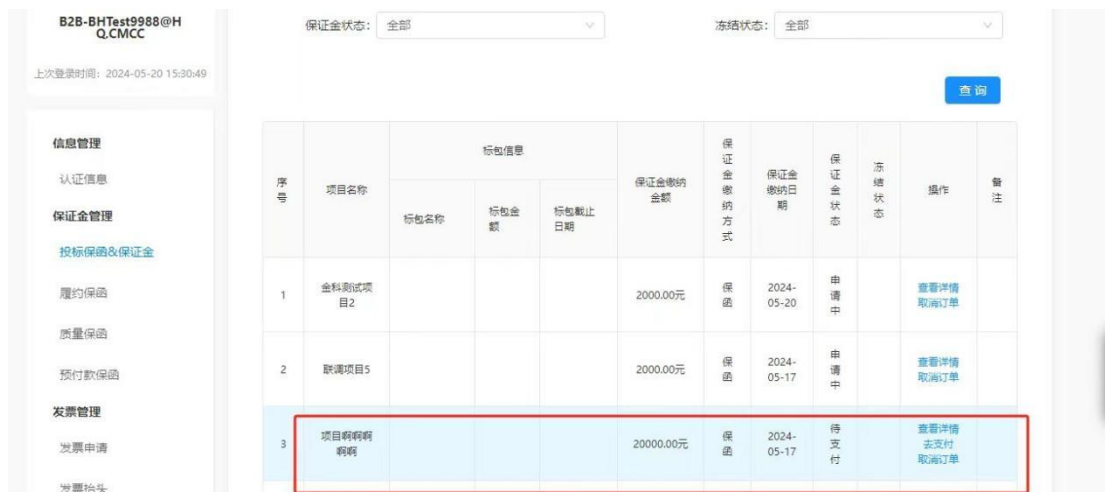 B2B-BHTest9988@H
Q.CMCC
上次登录时间：2024-05-20 15:30:49
信息管理
认证信息
保证金管理
投标保函&保证金
履约保函
质量保函
预付款保函
发票管理
发票申请
发票抬头
保证金状态： 全部
冻结状态： 全部
查 询
序号
项目名称
标包信息
标包名称
标包金额
标包截止日期
保证金缴纳金额
保证金缴纳方式
保证金缴纳日期
保证金状态
冻结状态
操作
备注
1
金科测试项
目2
2000.00元
保函
2024-
05-20
申请中
查看详情
取消订单
2
联调项目5
2000.00元
保函
2024-
05-17
申请中
查看详情
取消订单
3
项目啊啊啊
啊啊
20000.00元
保函
2024-
05-17
待支付
查看详情
去支付
取消订单